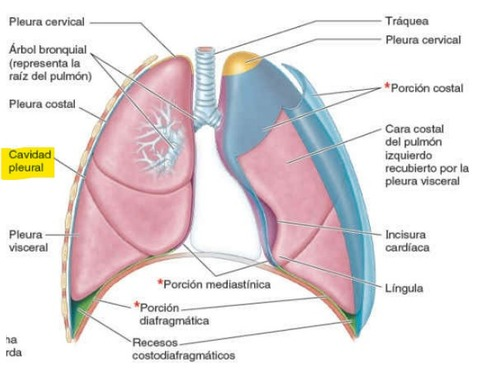 Pleura cervical
Árbol bronquial
(representa la
raíz del pulmón)
Pleura costal
Cavidad
pleural
Pleura
visceral
Tráquea
Pleura cervical
*Porción costal
Cara costal
del pulmón
izquierdo
recubierto por la
pleura visceral
Incisura
cardíaca
Língula
*Porción mediastínica
*Porción
diafragmática
Recesos
costodiafragmáticos
na
rda